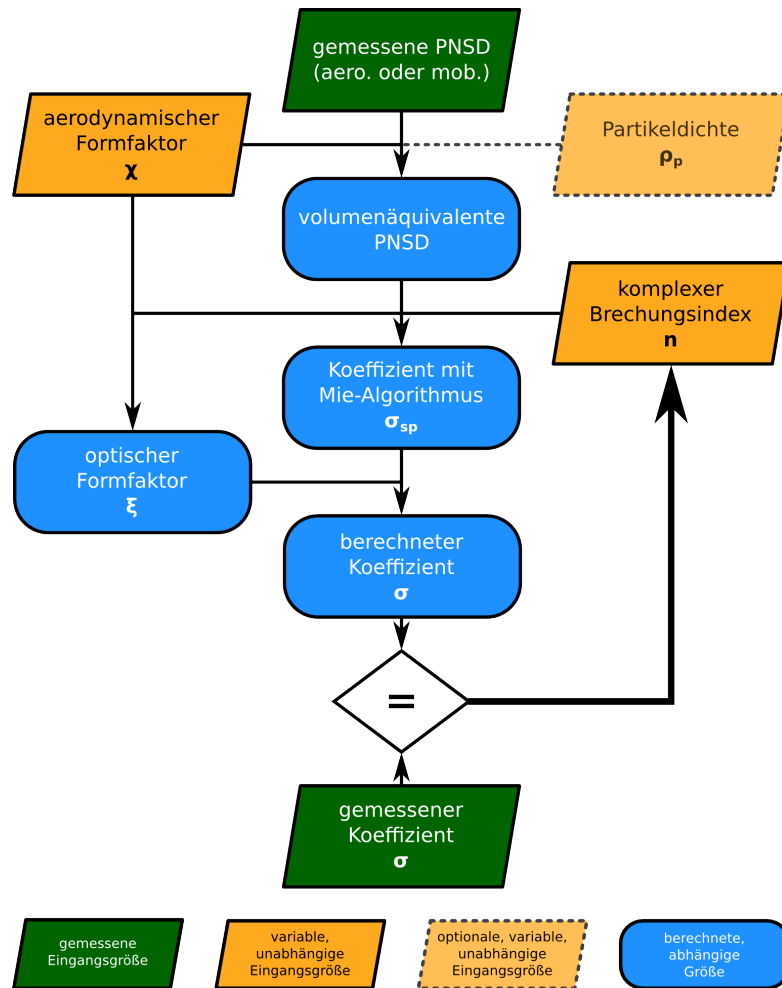 gemessene PNSD
(aero. oder mob.)
aerodynamischer
Formfaktor
χ
Partikeldichte
ρp
volumenäquivalente
PNSD
komplexer
Brechungsindex
n
Koeffizient mit
Mie-Algorithmus
σsp
optischer
Formfaktor
ξ
berechneter
Koeffizient
σ
=
gemessener
Koeffizient
σ
gemessene
Eingangsgröße
variable,
unabhängige
Eingangsgröße
optionale, variable,
unabhängige
Eingangsgröße
berechnete,
abhängige
Größe